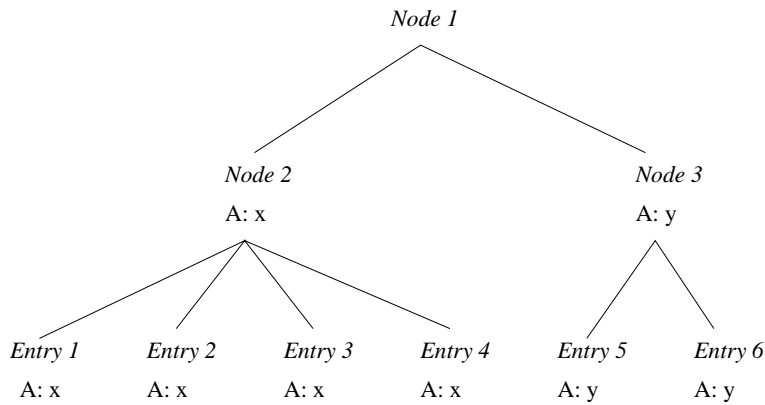 Node 1
Node 2
Node 3
A: x
A: y
Entry 1
Entry 2
Entry 3
Entry 4
Entry 5
Entry 6
A: x
A: x
A: x
A: x
A: y
A: y